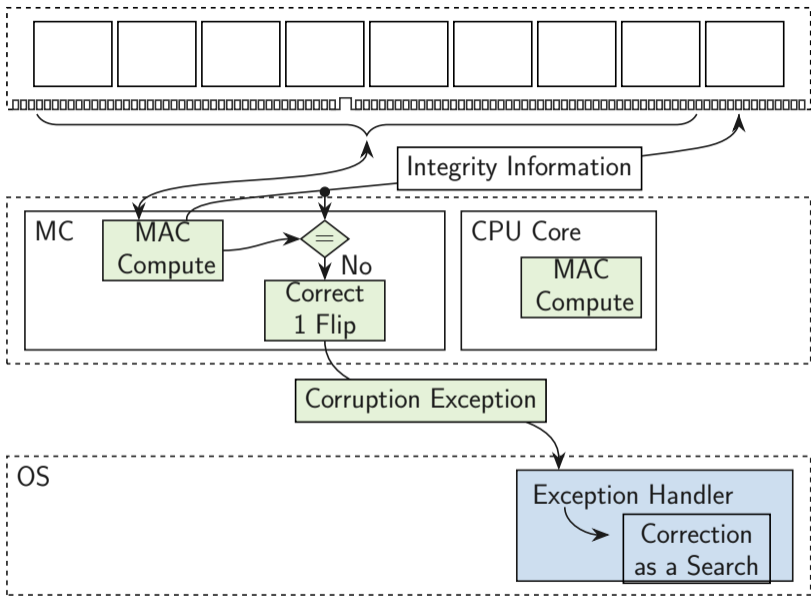 Integrity Information
MC
MAC
Compute
=
No
Correct
1 Flip
CPU Core
MAC
Compute
Corruption Exception
OS
Exception Handler
Correction
as a Search